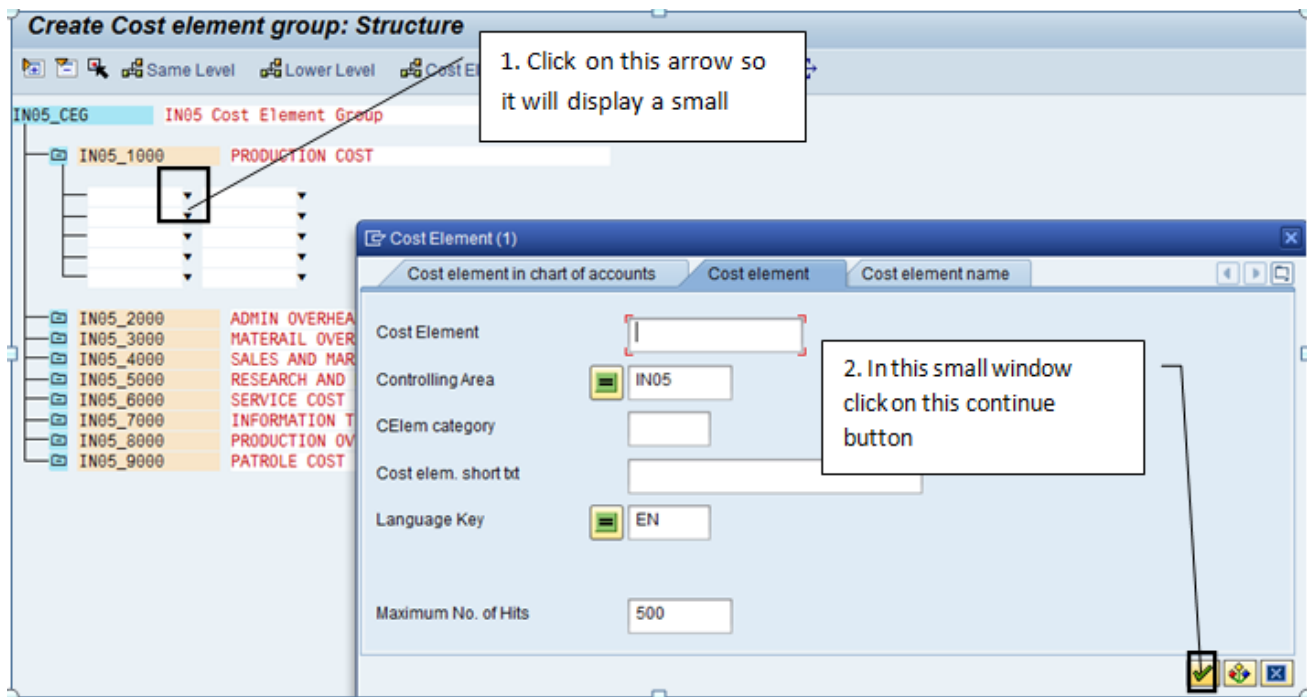 Create Cost element group: Structure
Same Level Lower Level Cost El
1. Click on this arrow so
it will display a small
IN05_CEG IN05 Cost Element Group
IN05_1000 PRODUCTION COST
IN05_2000 ADMIN OVERHEA
IN05_3000 MATERAIL OVER
IN05_4000 SALES AND MAR
IN05_5000 RESEARCH AND
IN05_6000 SERVICE COST
IN05_7000 INFORMATION T
IN05_8000 PRODUCTION OV
IN05_9000 PATROLE COST
Cost Element (1)
Cost element in chart of accounts Cost element Cost element name
Cost Element
Controlling Area IN05
CElem category
Cost elem. short txt
Language Key EN
Maximum No. of Hits 500
2. In this small window
click on this continue
button